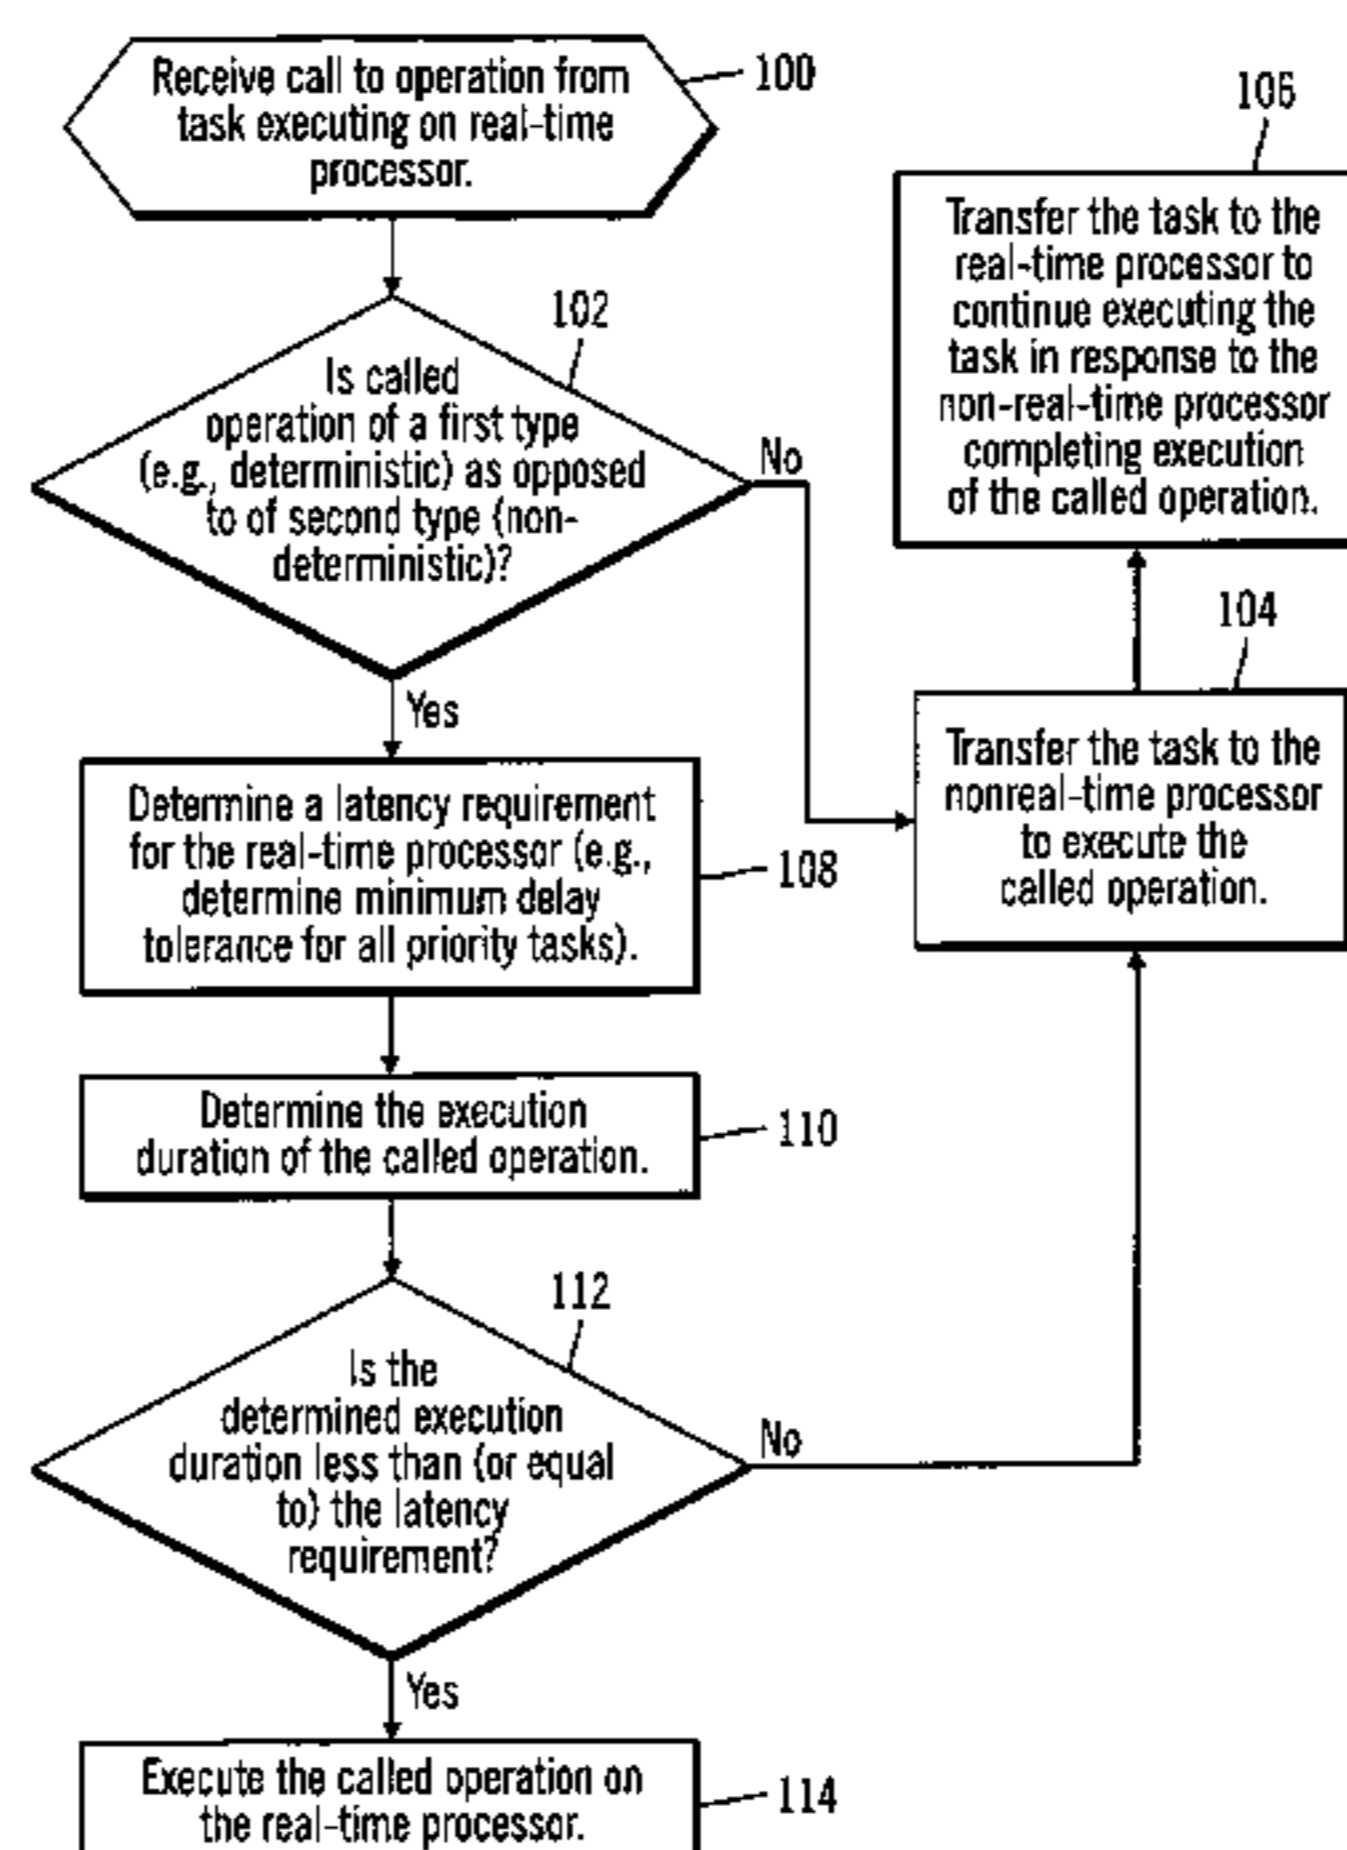 Receive call to operation from
task executing on real-time
processor.
100
Is called
operation of a first type
(e.g., deterministic) as opposed
to of second type (non-
deterministic)?
102
No
Yes
Determine a latency requirement
for the real-time processor (e.g.,
determine minimum delay
tolerance for all priority tasks).
108
Determine the execution
duration of the called operation.
110
Is the
determined execution
duration less than (or equal
to) the latency
requirement?
112
No
Yes
Execute the called operation on
the real-time processor.
114
106
Transfer the task to the
real-time processor to
continue executing the
task in response to the
non-real-time processor
completing execution
of the called operation.
104
Transfer the task to the
nonreal-time processor
to execute the
called operation.